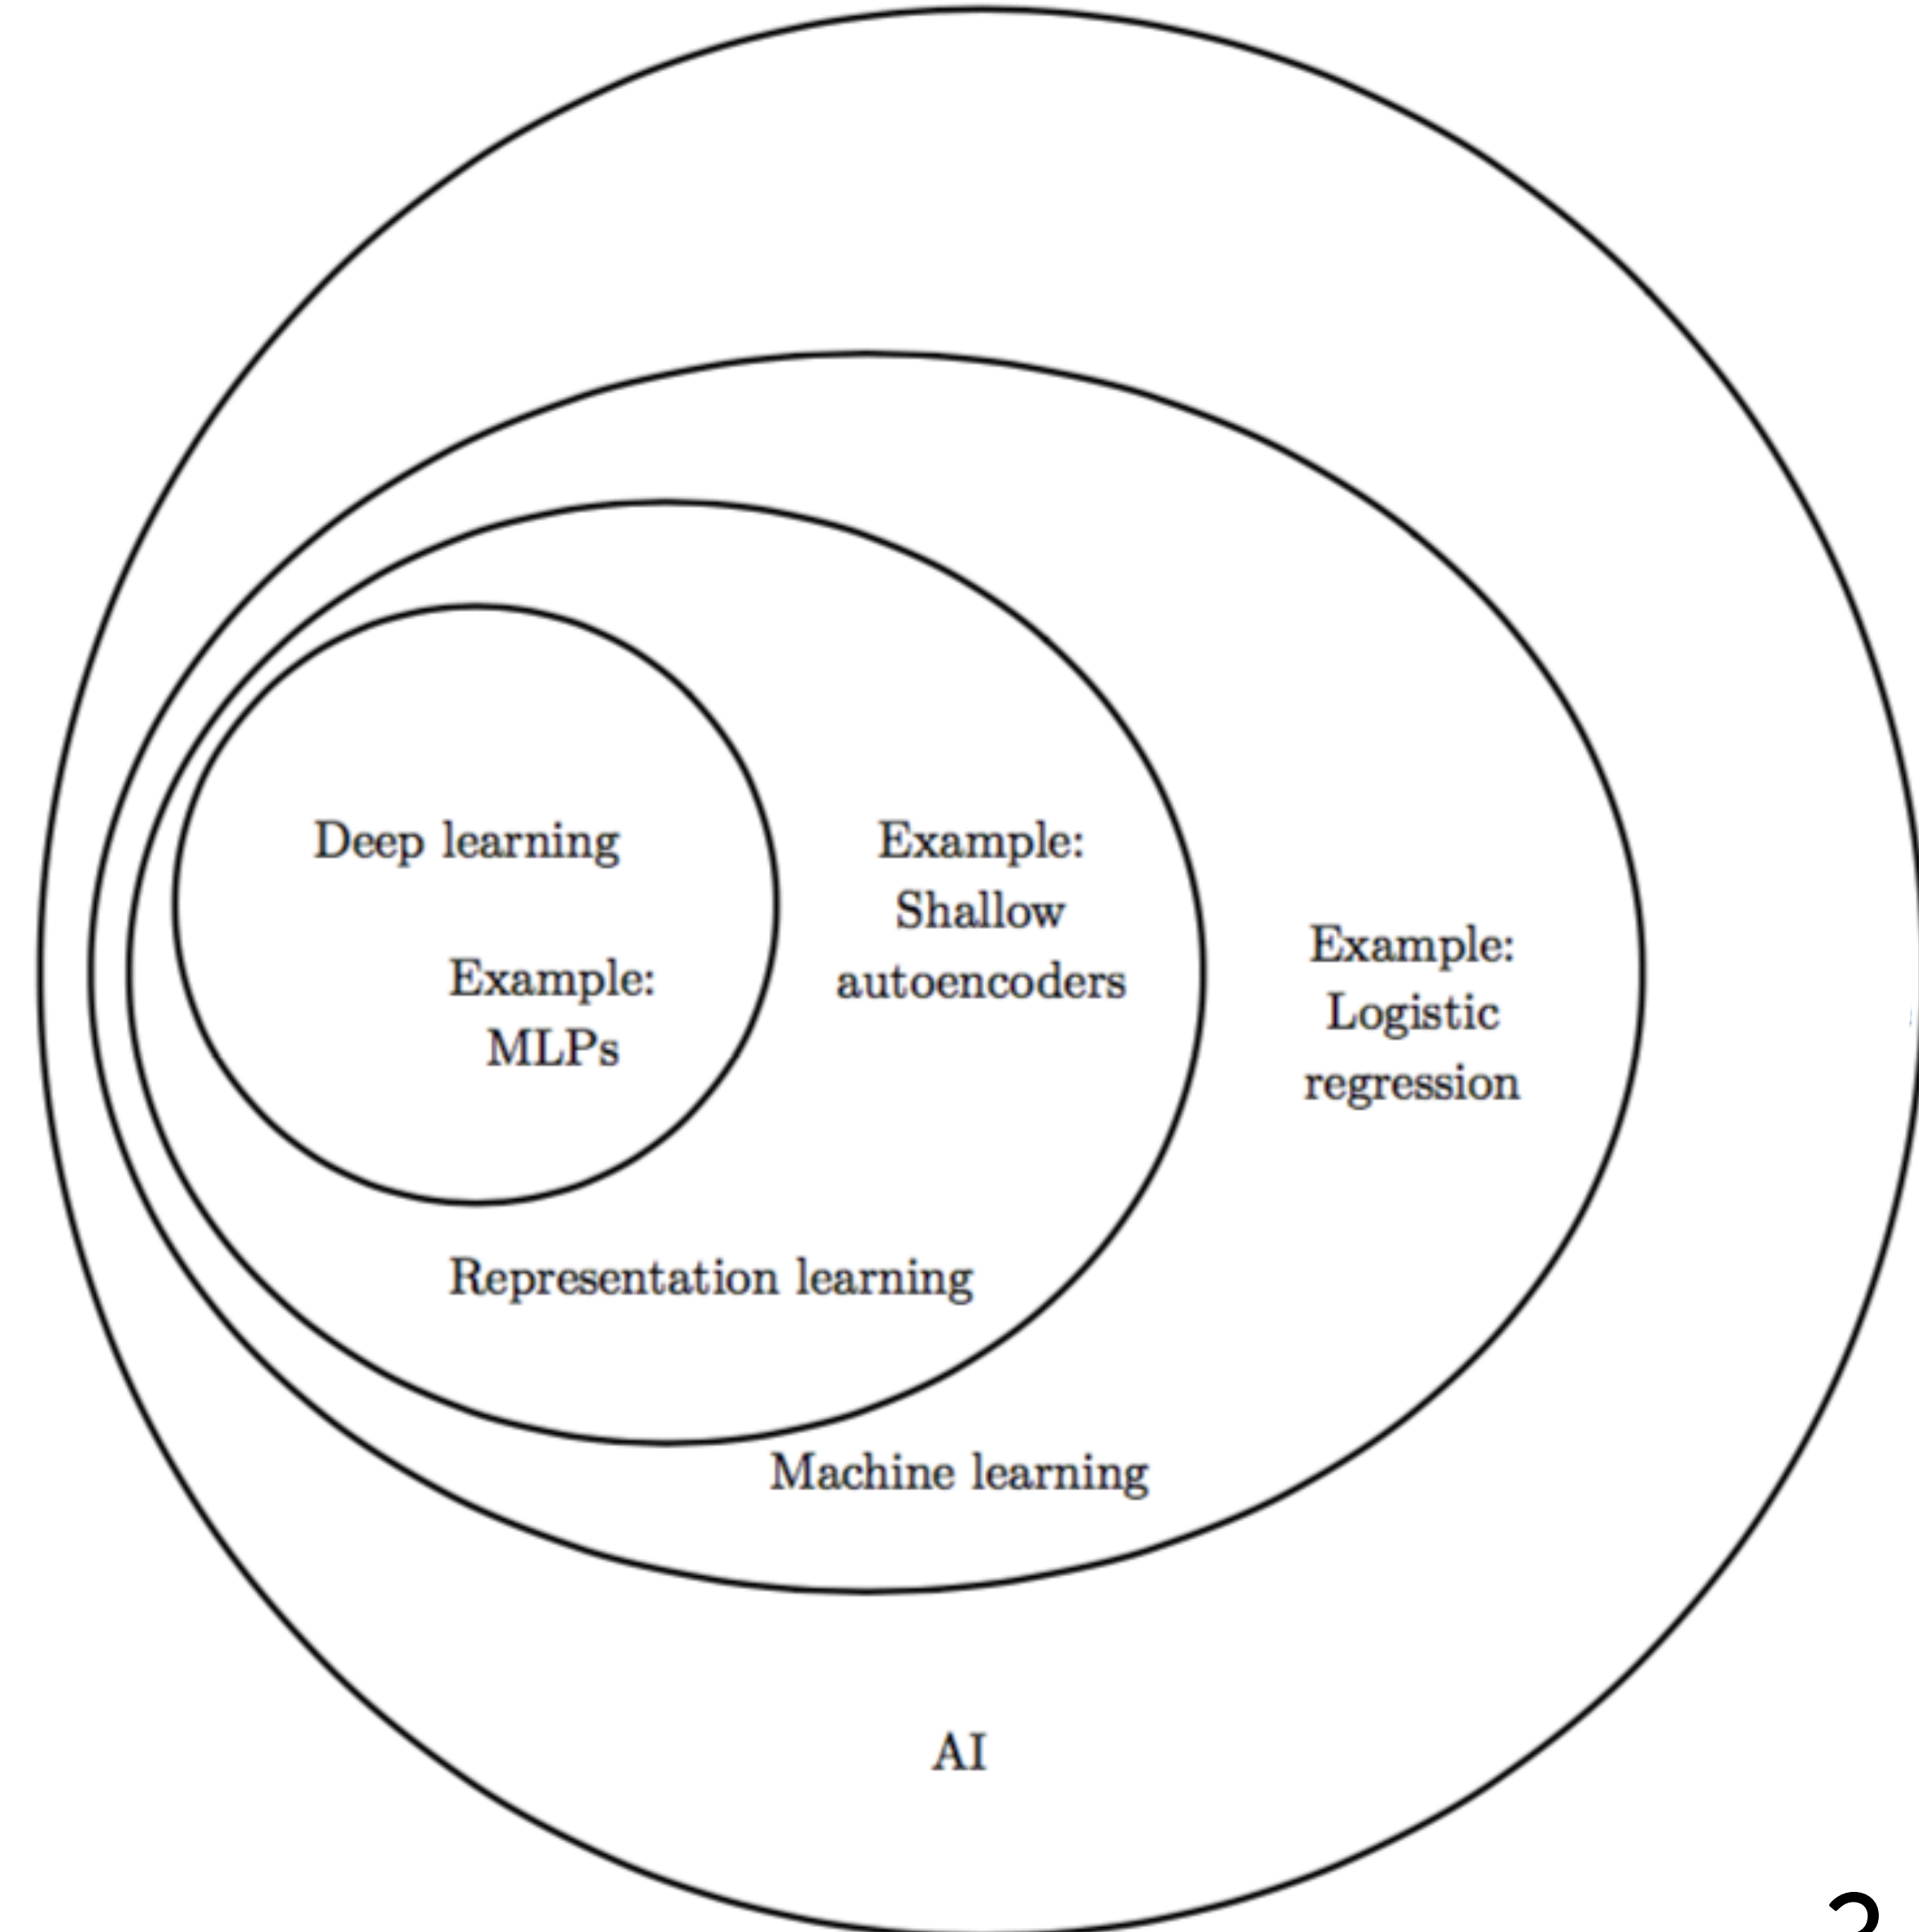 Deep learning
Example:
MLPs
Example:
Shallow
autoencoders
Example:
Logistic
regression
Representation learning
Machine learning
AI